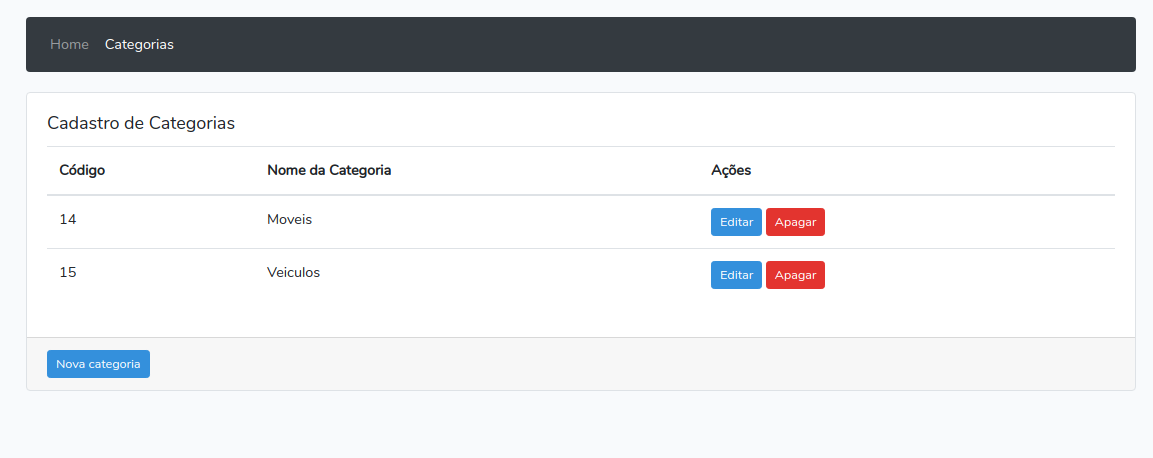 Home Categorias
Cadastro de Categorias
Código Nome da Categoria Ações
14 Moveis Editar Apagar
15 Veiculos Editar Apagar
Nova categoria